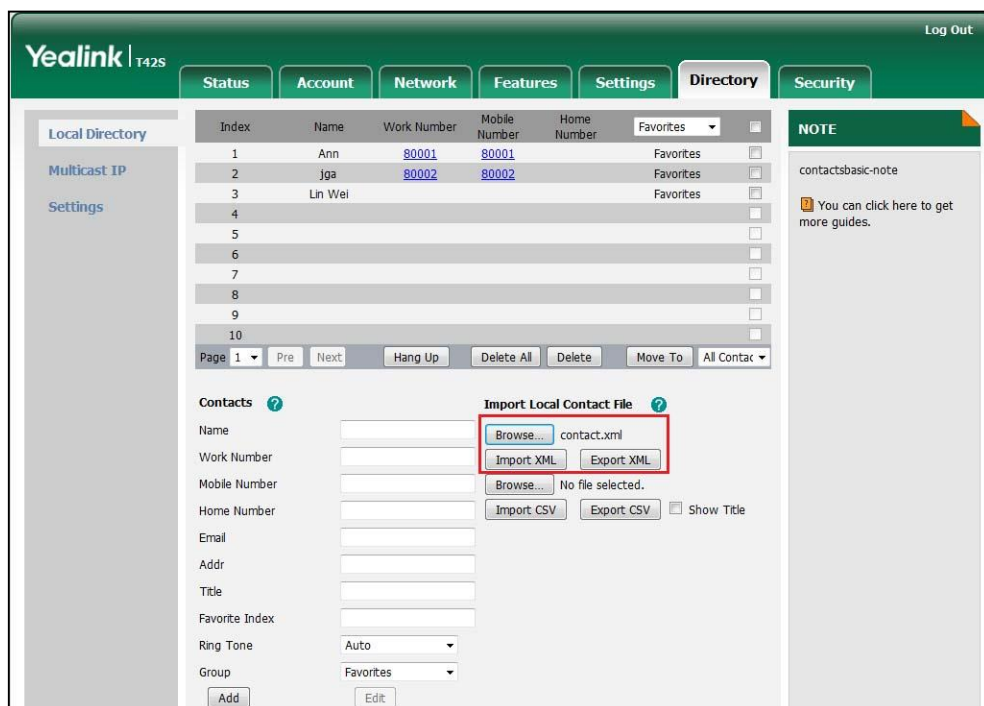 Log Out
Yealink T42S
Status Account Network Features Settings Directory Security
Local Directory
Multicast IP
Settings
Index Name Work Number Mobile Number Home Number Favorites
1 Ann 80001 80001 Favorites
2 jga 80002 80002 Favorites
3 Lin Wei Favorites
4
5
6
7
8
9
10
Page 1 Pre Next Hang Up Delete All Delete Move To All Contac
NOTE
contactsbasic-note
You can click here to get
more guides.
Contacts ?
Name
Work Number
Mobile Number
Home Number
Email
Addr
Title
Favorite Index
Ring Tone Auto
Group Favorites
Add Edit
Import Local Contact File ?
Browse... contact.xml
Import XML Export XML
Browse... No file selected.
Import CSV Export CSV Show Title